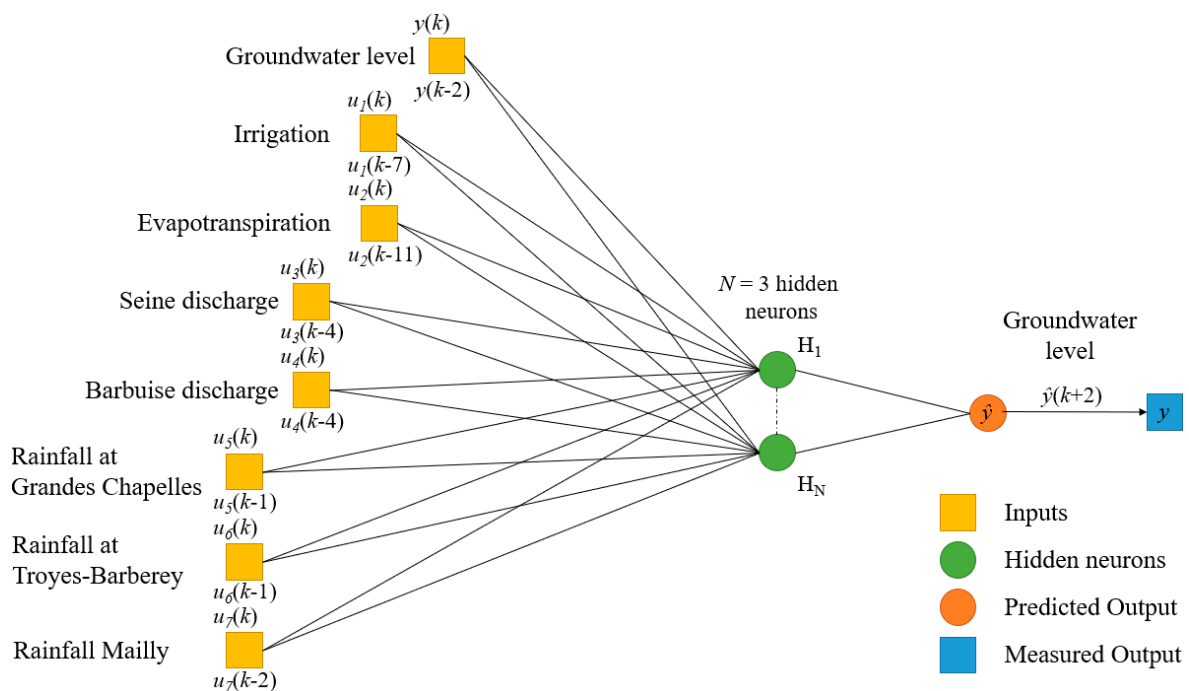 y(k)
Groundwater level
y(k-2)
u1(k)
Irrigation
u1(k-7)
u2(k)
Evapotranspiration
u2(k-11)
u3(k)
Seine discharge
u3(k-4)
u4(k)
Barbuise discharge
u4(k-4)
u5(k)
Rainfall at
Grandes Chapelles
u5(k-1)
u6(k)
Rainfall at
Troyes-Barberey
u6(k-1)
u7(k)
Rainfall Mailly
u7(k-2)
N = 3 hidden
neurons
H1
HN
Groundwater
level
ŷ
ŷ(k+2)
y
Inputs
Hidden neurons
Predicted Output
Measured Output